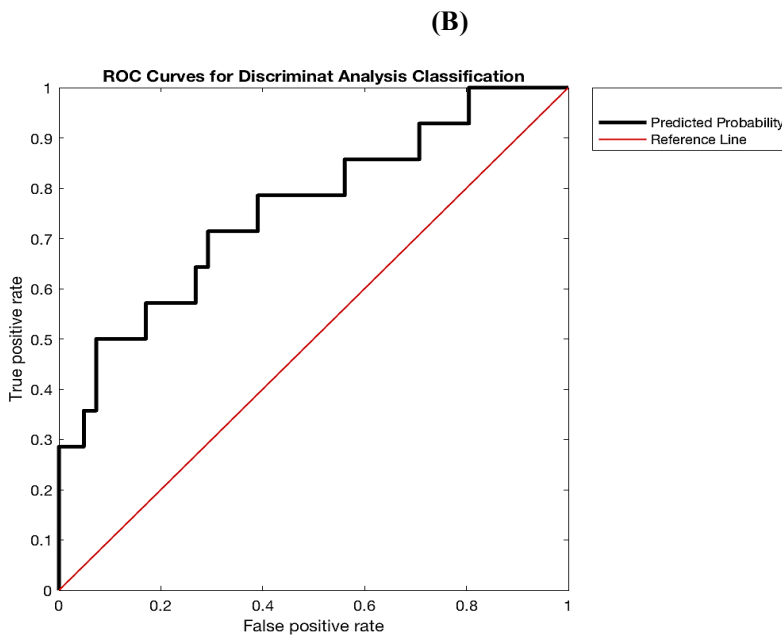 (B)
ROC Curves for Discriminat Analysis Classification
Predicted Probability
Reference Line
1
0.9
0.8
0.7
0.6
0.5
0.4
0.3
0.2
0.1
0
True positive rate
0 0.2 0.4 0.6 0.8 1
False positive rate